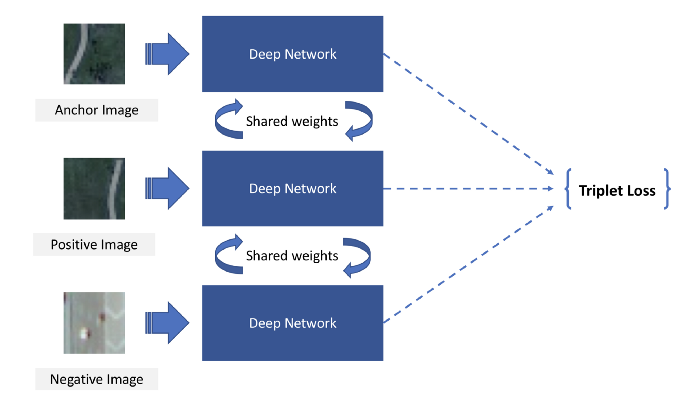 Deep Network
Anchor Image
Shared weights
Deep Network
Triplet Loss
Positive Image
Shared weights
Deep Network
Negative Image